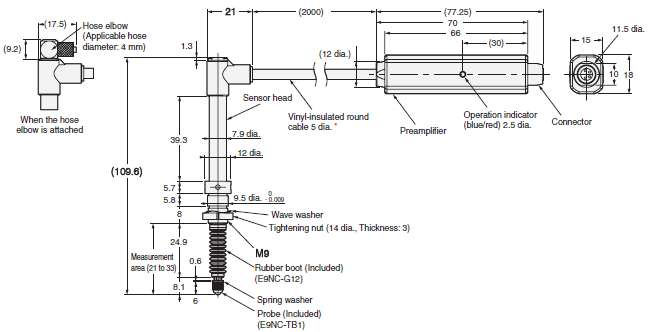 (17.5)
Hose elbow
(Applicable hose
diameter: 4 mm)
(9.2)
When the hose
elbow is attached
21
(2000)
(77.25)
70
66
(30)
1.3
(12 dia.)
15
11.5 dia.
10
18
Sensor head
Vinyl-insulated round
cable 5 dia. *
Preamplifier
Operation indicator
(blue/red) 2.5 dia.
Connector
7.9 dia.
39.3
12 dia.
(109.6)
5.7
5.8
9.5 dia. 0
-0.009
8
Wave washer
Tightening nut (14 dia., Thickness: 3)
24.9
M9
Measurement
area (21 to 33)
0.6
Rubber boot (Included)
(E9NC-G12)
8.1
Spring washer
6
Probe (Included)
(E9NC-TB1)